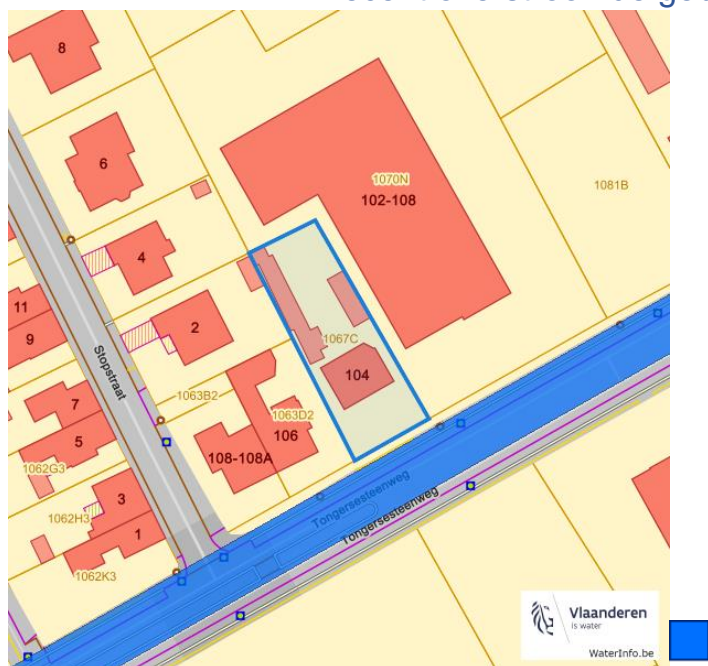 8
6
1070N
102-108
1081B
4
11
9
2
1067C
104
Stopstraat
1063B2
7
5
1063D2
106
108-108A
1062G3
3
1062H3
1
1062K3
Tongersesteenweg
Tongersesteenweg
Vlaanderen
is water
WaterInfo.be